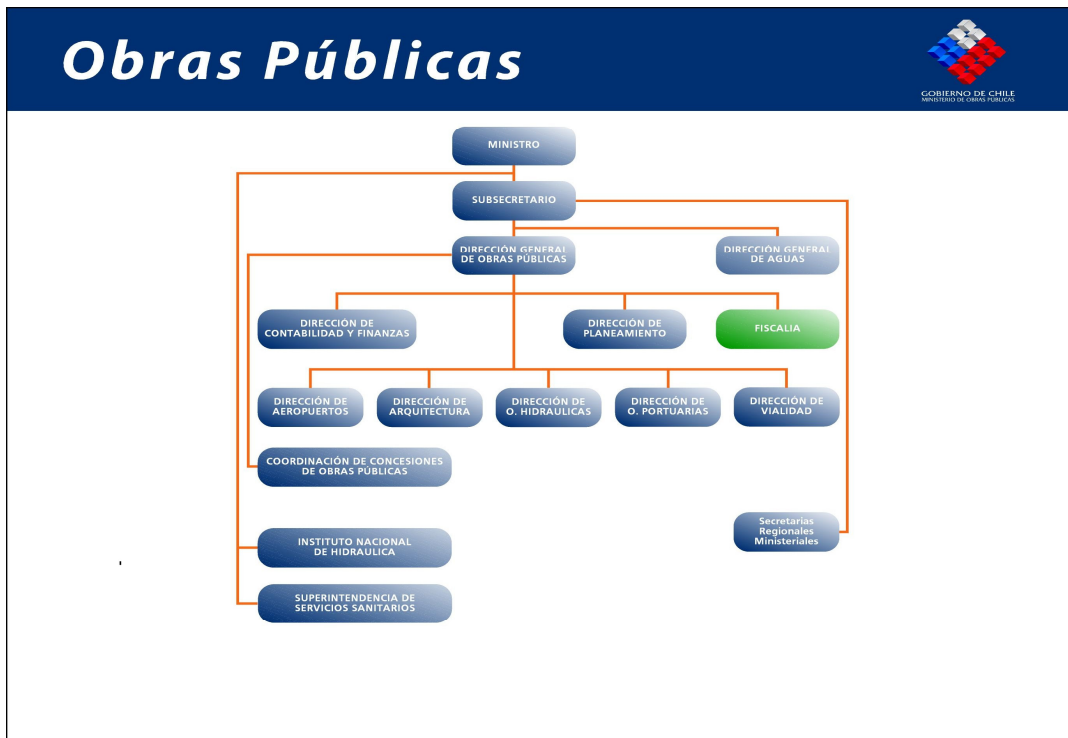 Obras Públicas
GOBIERNO DE CHILE
MINISTERIO DE OBRAS PÚBLICAS
MINISTRO
SUBSECRETARIO
DIRECCIÓN GENERAL
DE OBRAS PÚBLICAS
DIRECCIÓN GENERAL
DE AGUAS
DIRECCIÓN DE
CONTABILIDAD Y FINANZAS
DIRECCIÓN DE
PLANEAMIENTO
FISCALIA
DIRECCIÓN DE
AEROPUERTOS
DIRECCIÓN DE
ARQUITECTURA
DIRECCIÓN DE
O. HIDRAULICAS
DIRECCIÓN DE
O. PORTUARIAS
DIRECCIÓN DE
VIALIDAD
COORDINACIÓN DE CONCESIONES
DE OBRAS PÚBLICAS
Secretarias
Regionales
Ministeriales
INSTITUTO NACIONAL
DE HIDRAULICA
SUPERINTENDENCIA DE
SERVICIOS SANITARIOS